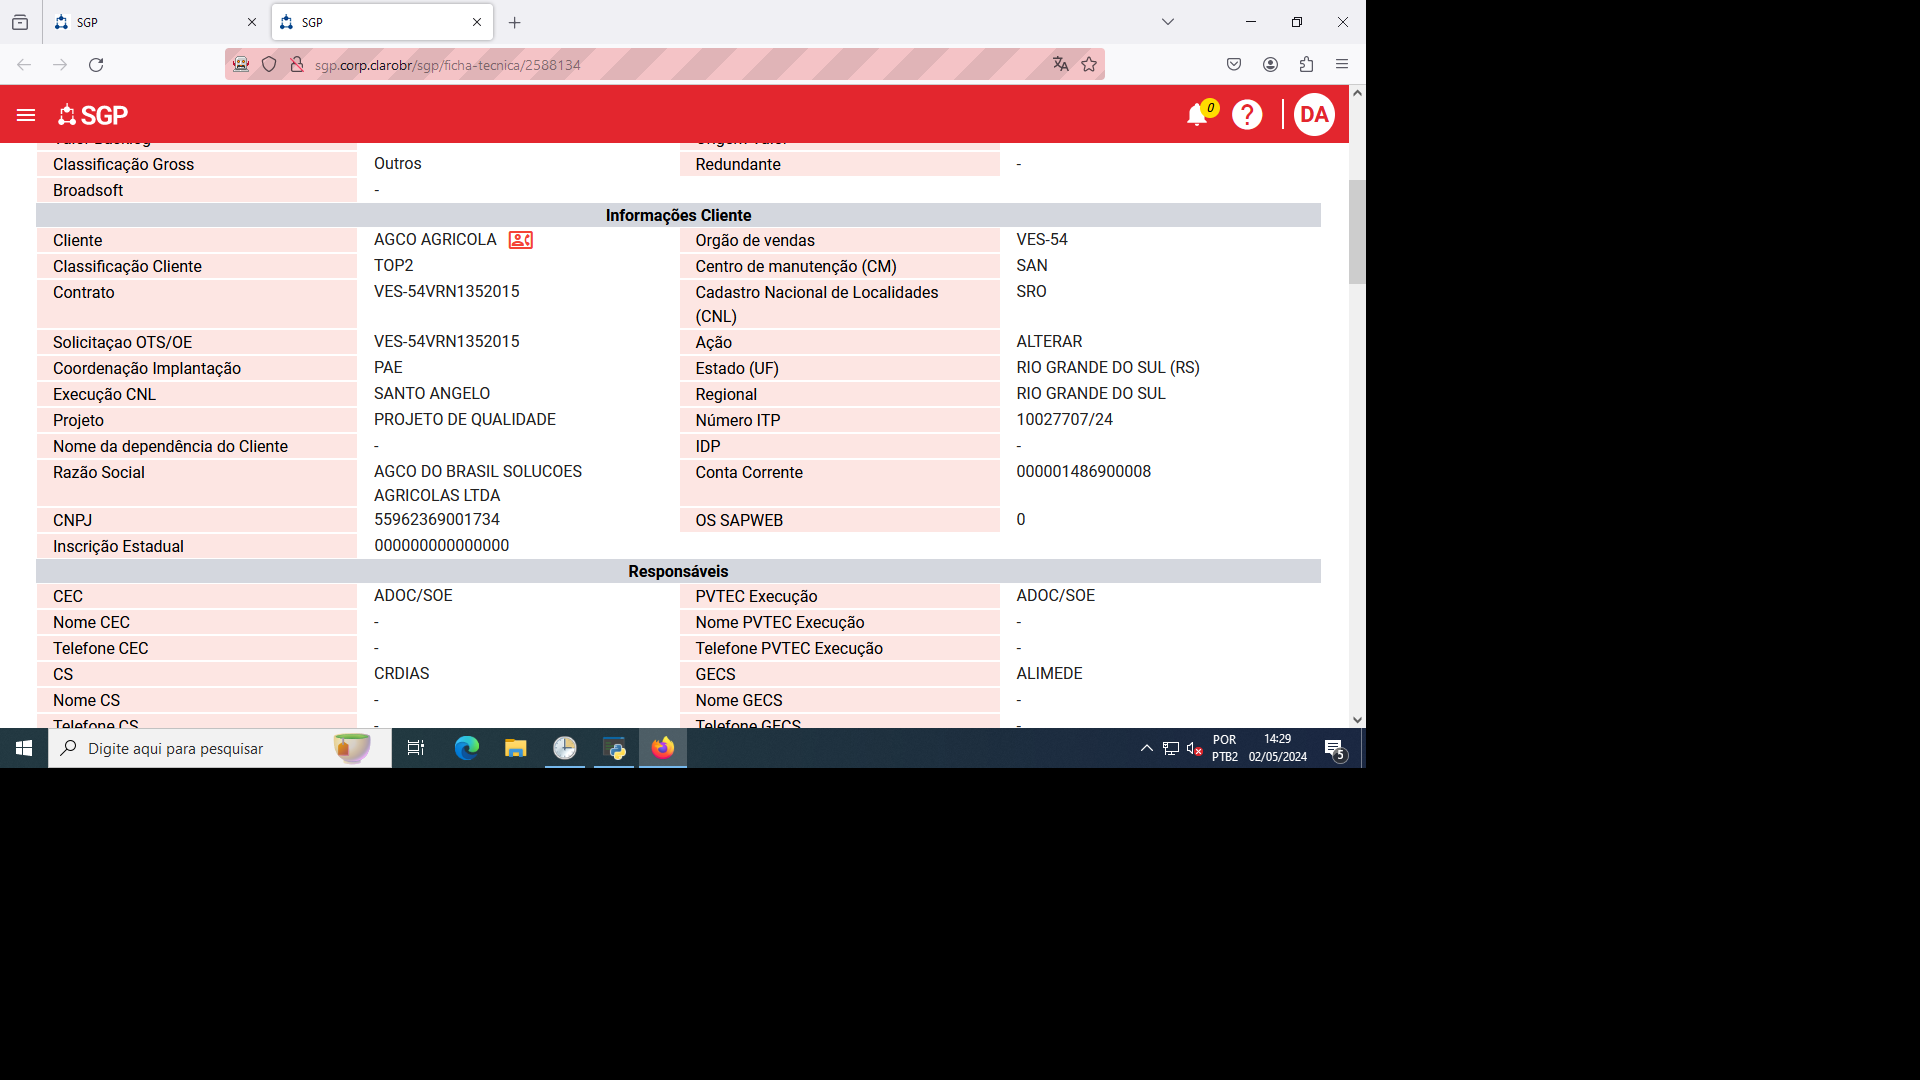 SGP
SGP
sgp.corp.clarobr/sgp/ficha-tecnica/2588134
SGP
0
?
DA
Valor Backlog
Origem Valor
Classificação Gross
Outros
Redundante
-
Broadsoft
-
Informações Cliente
Cliente
AGCO AGRICOLA
Orgão de vendas
VES-54
Classificação Cliente
TOP2
Centro de manutenção (CM)
SAN
Contrato
VES-54VRN1352015
Cadastro Nacional de Localidades
(CNL)
SRO
Solicitaçao OTS/OE
VES-54VRN1352015
Ação
ALTERAR
Coordenação Implantação
PAE
Estado (UF)
RIO GRANDE DO SUL (RS)
Execução CNL
SANTO ANGELO
Regional
RIO GRANDE DO SUL
Projeto
PROJETO DE QUALIDADE
Número ITP
10027707/24
Nome da dependência do Cliente
-
IDP
-
Razão Social
AGCO DO BRASIL SOLUCOES
AGRICOLAS LTDA
Conta Corrente
000001486900008
CNPJ
55962369001734
OS SAPWEB
0
Inscrição Estadual
000000000000000
Responsáveis
CEC
ADOC/SOE
PVTEC Execução
ADOC/SOE
Nome CEC
-
Nome PVTEC Execução
-
Telefone CEC
-
Telefone PVTEC Execução
-
CS
CRDIAS
GECS
ALIMEDE
Nome CS
-
Nome GECS
-
Telefone CS
-
Telefone GECS
-
Digite aqui para pesquisar
POR
PTB2
14:29
02/05/2024
5